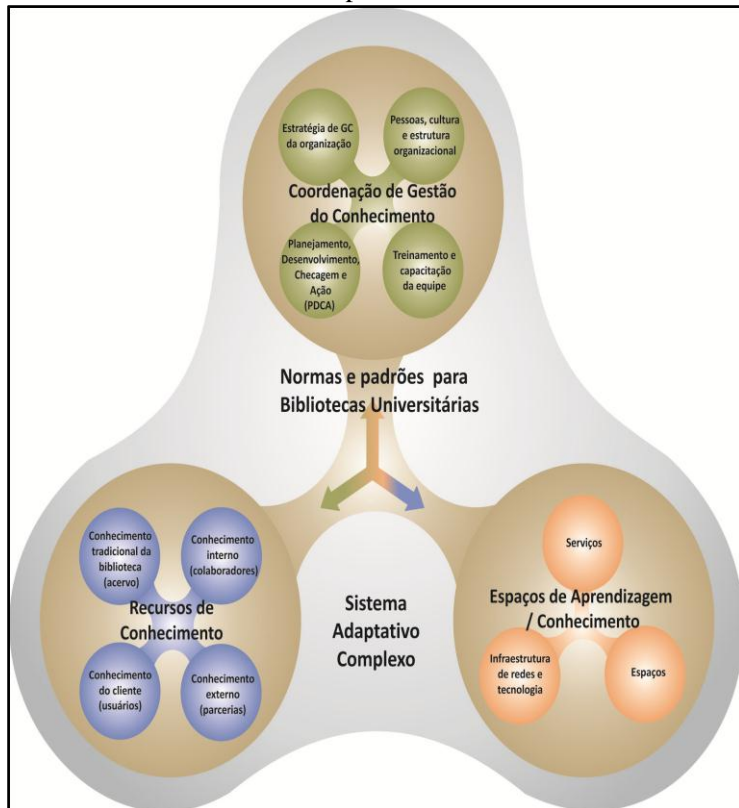 Estratégia de GC
da organização
Pessoas, cultura
e estrutura
organizacional
Coordenação de Gestão
do Conhecimento
Planejamento,
Desenvolvimento,
Checagem e
Ação
(PDCA)
Treinamento e
capacitação
da equipe
Normas e padrões para
Bibliotecas Universitárias
Conhecimento
tradicional da
biblioteca
(acervo)
Conhecimento
interno
(colaboradores)
Recursos de
Conhecimento
Conhecimento
do cliente
(usuários)
Conhecimento
externo
(parcerias)
Sistema
Adaptativo
Complexo
Serviços
Espaços de Aprendizagem
/ Conhecimento
Infraestrutura
de redes e
tecnologia
Espaços